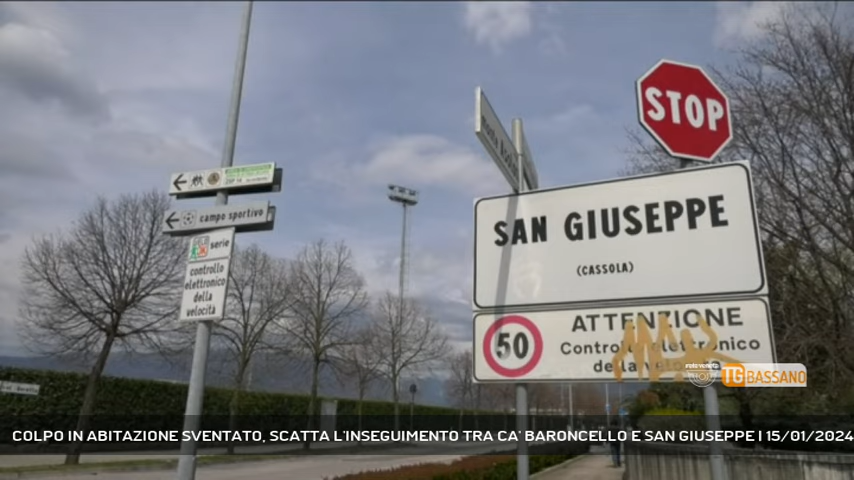 STOP
SAN GIUSEPPE
(CASSOLA)
campo sportivo
serie
controllo
elettronico
della
velocità
50
ATTENZIONE
Controllo elettronico
della
TG BASSANO
COLPO IN ABITAZIONE SVENTATO, SCATTA L'INSEGUIMENTO TRA CA' BARONCELLO E SAN GIUSEPPE | 15/01/2024